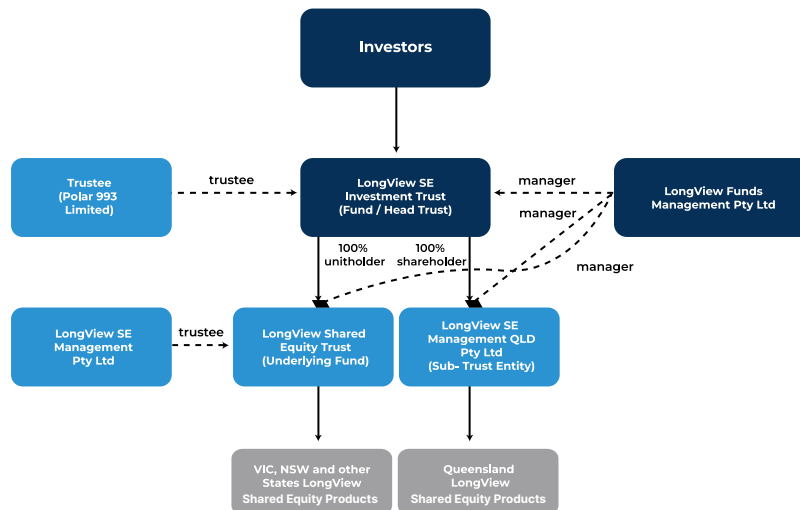 Investors
Trustee
(Polar 993
Limited)
trustee
LongView SE
Investment Trust
(Fund / Head Trust)
manager
manager
LongView Funds
Management Pty Ltd
100%
unitholder
100%
shareholder
manager
LongView SE
Management
Pty Ltd
trustee
LongView Shared
Equity Trust
(Underlying Fund)
LongView SE
Management QLD
Pty Ltd
(Sub- Trust Entity)
VIC, NSW and other
States LongView
Shared Equity Products
Queensland
LongView
Shared Equity Products